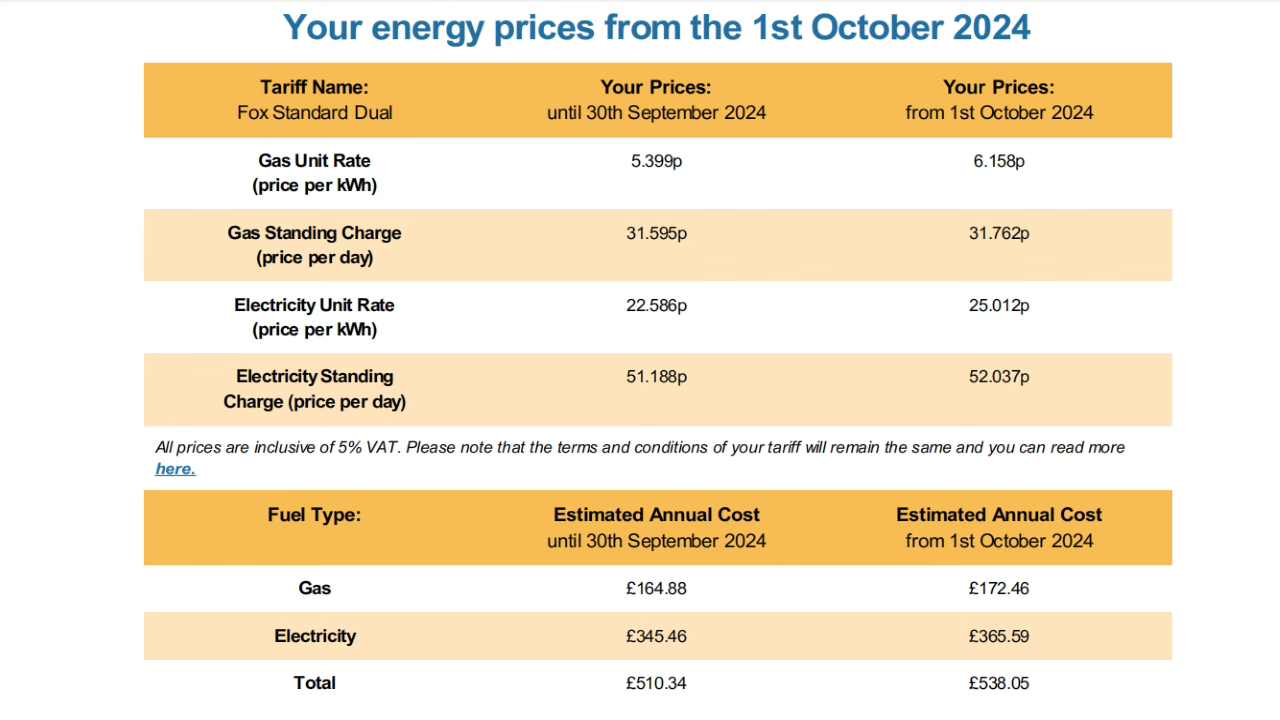 Your energy prices from the 1st October 2024
Tariff Name: Your Prices: Your Prices:
Fox Standard Dual until 30th September 2024 from 1st October 2024
Gas Unit Rate 5.399p 6.158p
(price per kWh)
Gas Standing Charge 31.595p 31.762p
(price per day)
Electricity Unit Rate 22.586p 25.012p
(price per kWh)
Electricity Standing 51.188p 52.037p
Charge (price per day)
All prices are inclusive of 5% VAT. Please note that the terms and conditions of your tariff will remain the same and you can read more
here.
Fuel Type: Estimated Annual Cost Estimated Annual Cost
until 30th September 2024 from 1st October 2024
Gas £164.88 £172.46
Electricity £345.46 £365.59
Total £510.34 £538.05